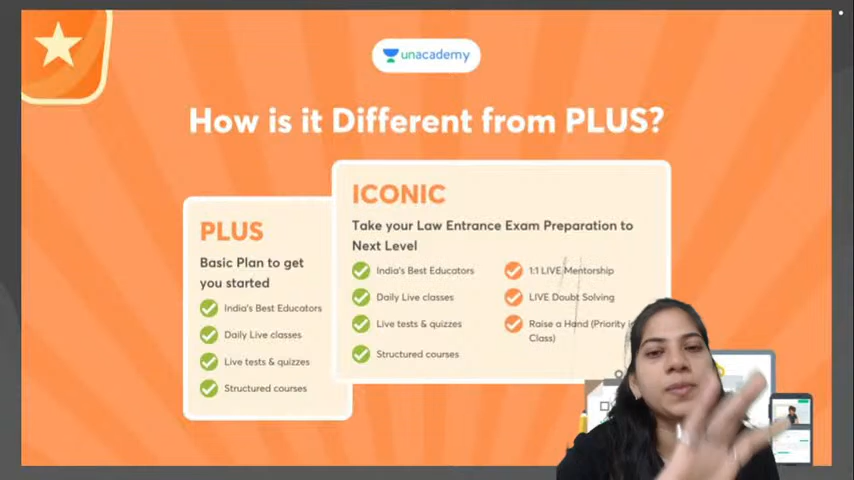 unacademy
How is it Different from PLUS?
PLUS
Basic Plan to get
you started
India's Best Educators
Daily Live classes
Live tests & quizzes
Structured courses
ICONIC
Take your Law Entrance Exam Preparation to
Next Level
India's Best Educators
Daily Live classes
Live tests & quizzes
Structured courses
1:1 LIVE Mentorship
LIVE Doubt Solving
Raise a Hand (Priority
Class)